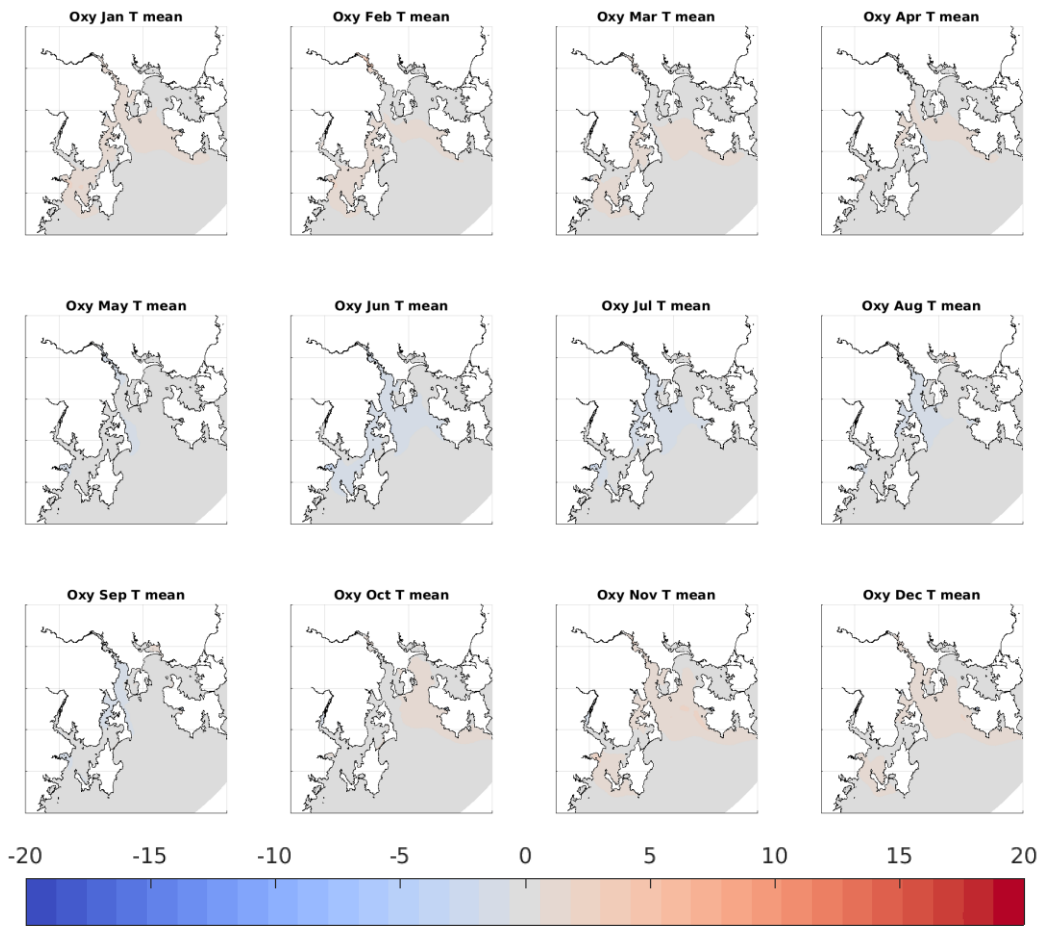 Oxy Jan T mean
Oxy Feb T mean
Oxy Mar T mean
Oxy Apr T mean
Oxy May T mean
Oxy Jun T mean
Oxy Jul T mean
Oxy Aug T mean
Oxy Sep T mean
Oxy Oct T mean
Oxy Nov T mean
Oxy Dec T mean
-20 -15 -10 -5 0 5 10 15 20